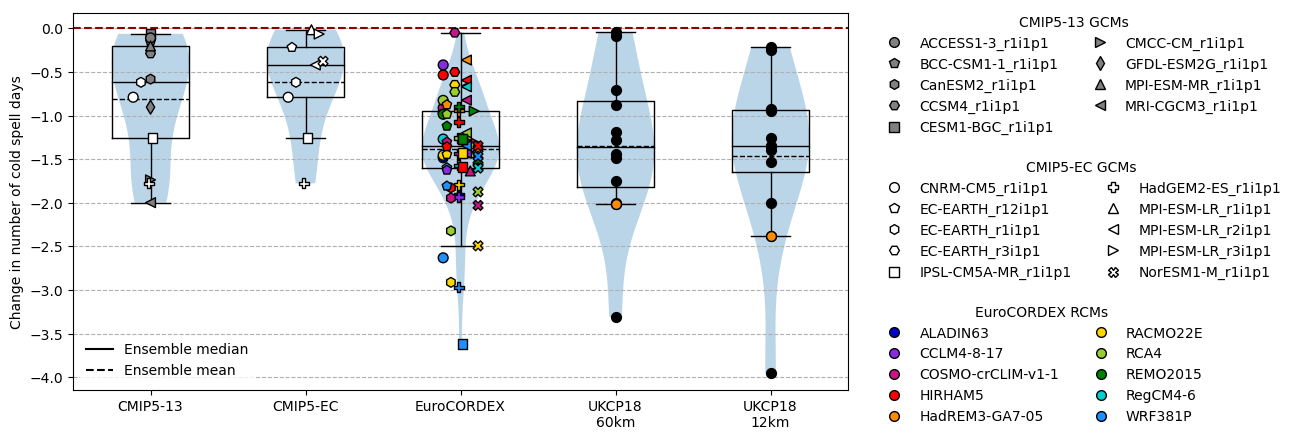 Change in number of cold spell days
0.0
−0.5
−1.0
−1.5
−2.0
−2.5
−3.0
−3.5
−4.0
Ensemble median
Ensemble mean
CMIP5-13
CMIP5-EC
EuroCORDEX
UKCP18
60km
UKCP18
12km
CMIP5-13 GCMs
ACCESS1-3_r1i1p1
BCC-CSM1-1_r1i1p1
CanESM2_r1i1p1
CCSM4_r1i1p1
CESM1-BGC_r1i1p1
CMCC-CM_r1i1p1
GFDL-ESM2G_r1i1p1
MPI-ESM-MR_r1i1p1
MRI-CGCM3_r1i1p1
CMIP5-EC GCMs
CNRM-CM5_r1i1p1
EC-EARTH_r12i1p1
EC-EARTH_r1i1p1
EC-EARTH_r3i1p1
IPSL-CM5A-MR_r1i1p1
HadGEM2-ES_r1i1p1
MPI-ESM-LR_r1i1p1
MPI-ESM-LR_r2i1p1
MPI-ESM-LR_r3i1p1
NorESM1-M_r1i1p1
EuroCORDEX RCMs
ALADIN63
CCLM4-8-17
COSMO-crCLIM-v1-1
HIRHAM5
HadREM3-GA7-05
RACMO22E
RCA4
REMO2015
RegCM4-6
WRF381P